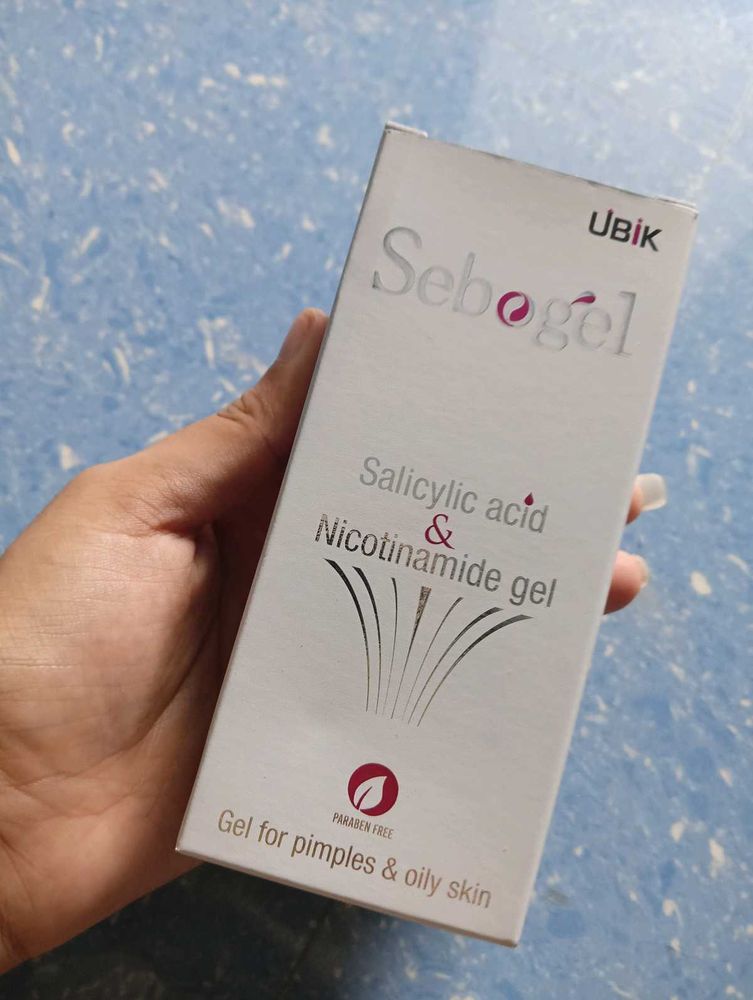 UBiK
Sebogel
Salicylic acid
&
Nicotinamide gel
PARABEN FREE
Gel for pimples & oily skin